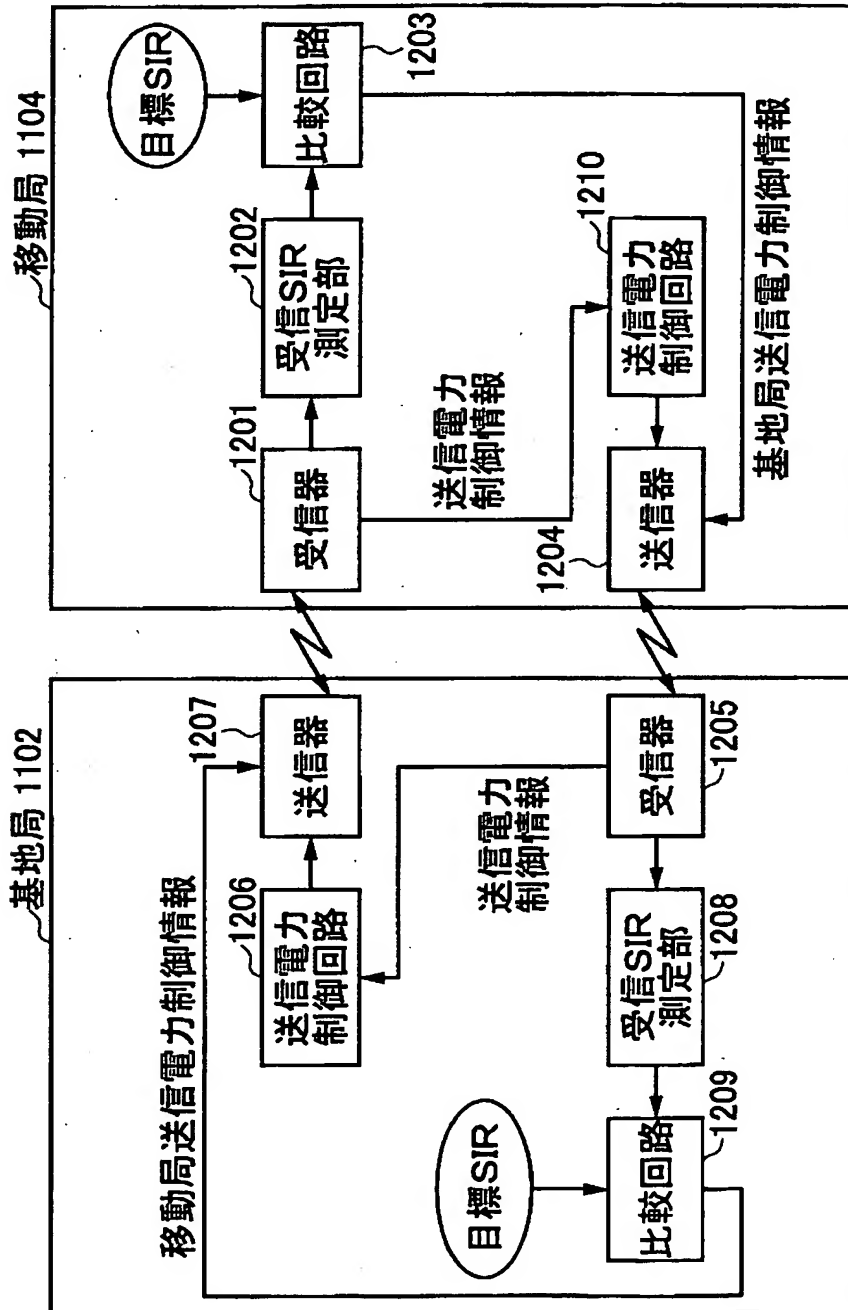 基地局 1102
移動局送信電力制御情報
1206
送信電力
制御回路
1207
送信器
送信電力
制御情報
目標SIR
比較回路
1209
受信SIR
測定部
1208
受信器
1205
移動局 1104
1201
受信器
1202
受信SIR
測定部
目標SIR
比較回路
1203
送信電力
制御情報
1204
送信器
1210
送信電力
制御回路
基地局送信電力制御情報